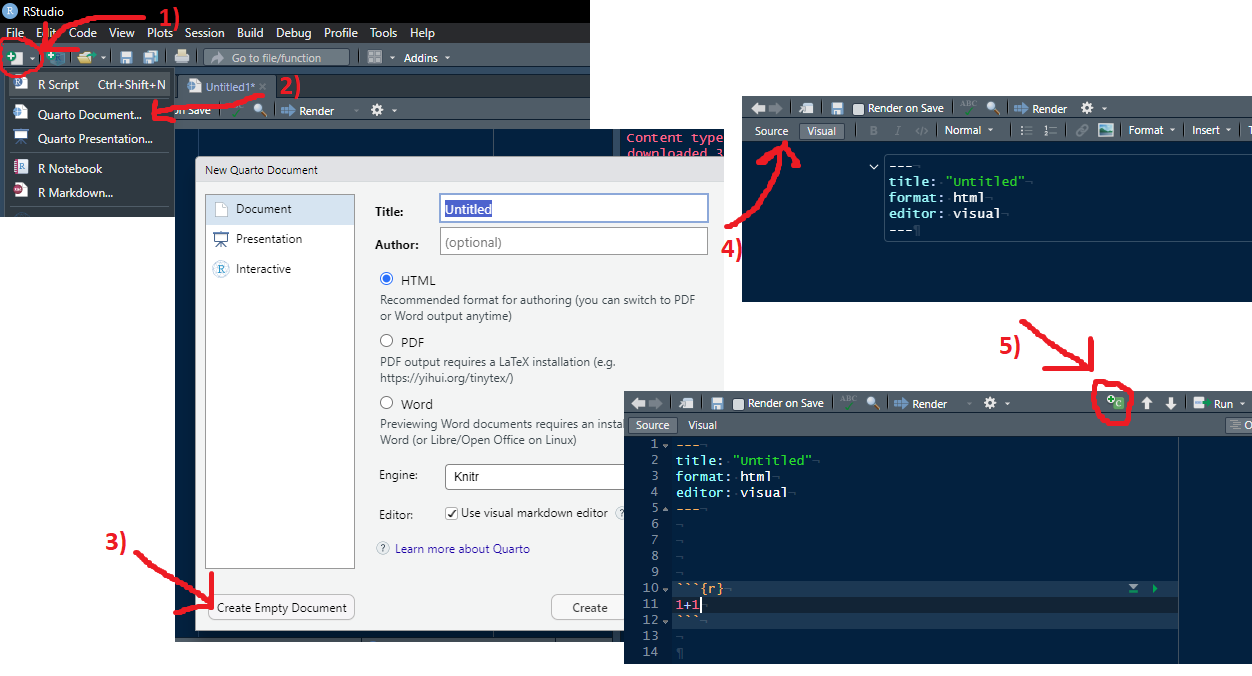 RStudio
1)
File Edit Code View Plots Session Build Debug Profile Tools Help
Go to file/function
Addins
R Script Ctrl+Shift+N
Untitled1*
2)
Quarto Document...
on Save
Render
Quarto Presentation...
R Notebook
R Markdown...
Content type
downloaded 3
New Quarto Document
Document
Presentation
Interactive
Title:
Untitled
Author:
(optional)
HTML
Recommended format for authoring (you can switch to PDF
or Word output anytime)
PDF
PDF output requires a LaTeX installation (e.g.
https://yihui.org/tinytex/)
Word
Previewing Word documents requires an instal
Word (or Libre/Open Office on Linux)
Engine:
Knitr
Editor:
Use visual markdown editor
?
? Learn more about Quarto
3)
Create Empty Document
Create
Render on Save
ABC
Render
Source Visual
B I </> Normal
Format
Insert
---
title: "Untitled"
format: html
editor: visual
---
4)
5)
Render on Save
ABC
Render
C
Run
Source Visual
1 ---
2 title: "Untitled"
3 format: html
4 editor: visual
5 ---
6
7
8
9
10 ```{r}
11 1+1
12 ```
13
14